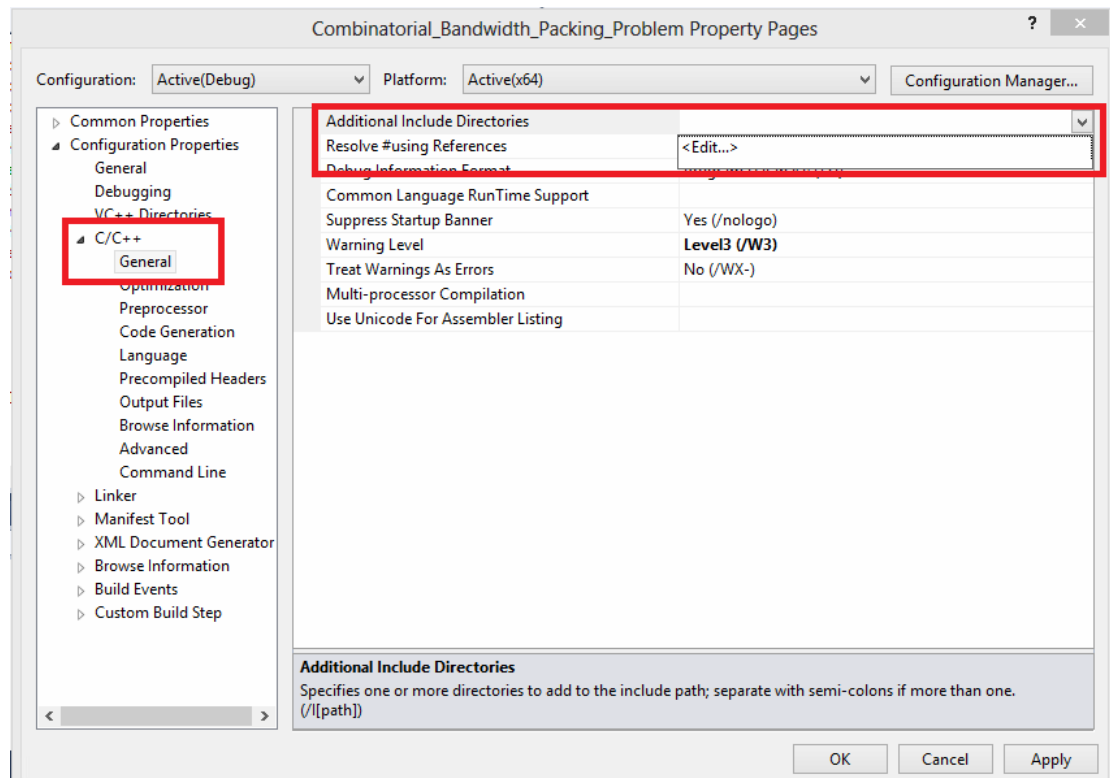 Combinatorial_Bandwidth_Packing_Problem Property Pages ? ×
Configuration: Active(Debug) Platform: Active(x64) Configuration Manager...
Common Properties
Configuration Properties
General
Debugging
VC++ Directories
C/C++
General
Optimization
Preprocessor
Code Generation
Language
Precompiled Headers
Output Files
Browse Information
Advanced
Command Line
Linker
Manifest Tool
XML Document Generator
Browse Information
Build Events
Custom Build Step
Additional Include Directories
Resolve #using References <Edit...>
Debug Information Format
Common Language RunTime Support
Suppress Startup Banner Yes (/nologo)
Warning Level Level3 (/W3)
Treat Warnings As Errors No (/WX-)
Multi-processor Compilation
Use Unicode For Assembler Listing
Additional Include Directories
Specifies one or more directories to add to the include path; separate with semi-colons if more than one.
(/I[path])
OK Cancel Apply